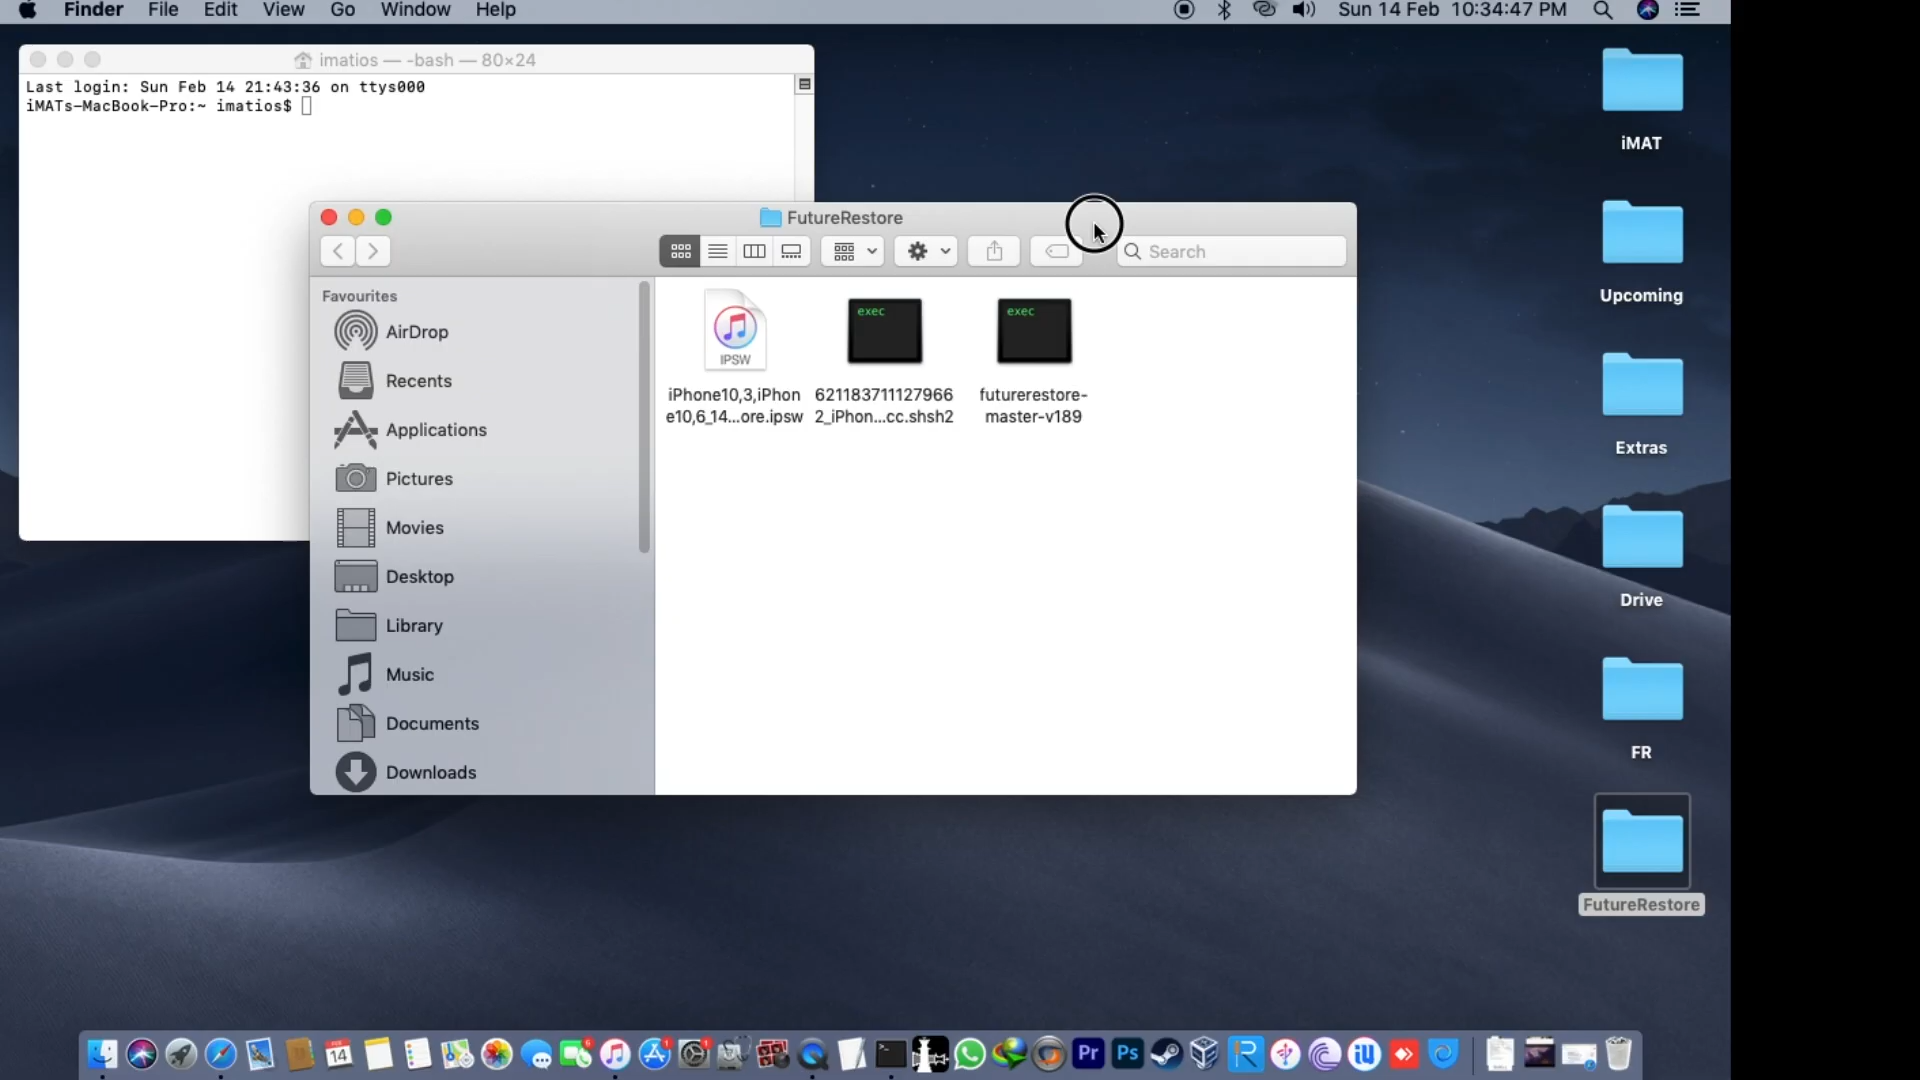 Finder File Edit View Go Window Help Sun 14 Feb 10:34:47 PM
imatios — -bash — 80×24
Last login: Sun Feb 14 21:43:36 on ttys000
iMATs-MacBook-Pro:~ imatios$
FutureRestore
Search
Favourites
AirDrop
Recents
Applications
Pictures
Movies
Desktop
Library
Music
Documents
Downloads
IPSW
iPhone10,3,iPhon
e10,6_14...ore.ipsw
exec
621183711127966
2_iPhon...cc.shsh2
exec
futurerestore-
master-v189
iMAT
Upcoming
Extras
Drive
FR
FutureRestore
14
Pr
Ps
iU